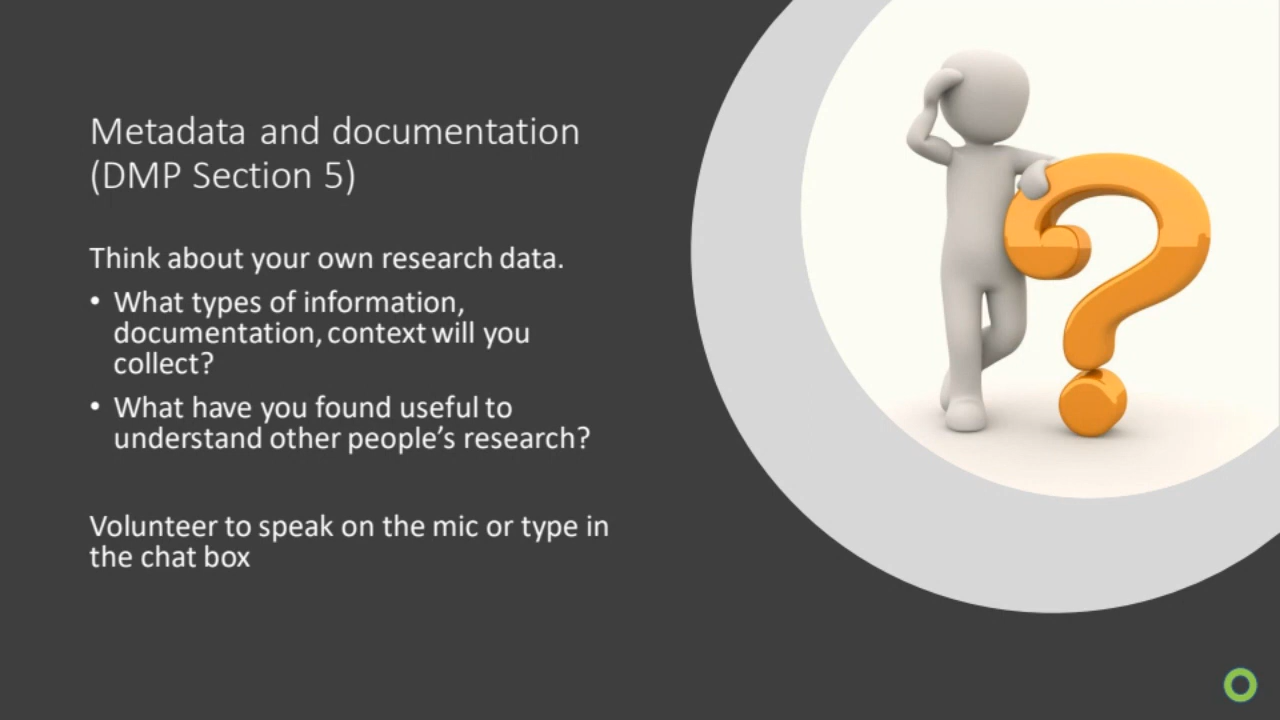 Metadata and documentation
(DMP Section 5)
Think about your own research data.
• What types of information,
documentation, context will you
collect?
• What have you found useful to
understand other people’s research?
Volunteer to speak on the mic or type in
the chat box